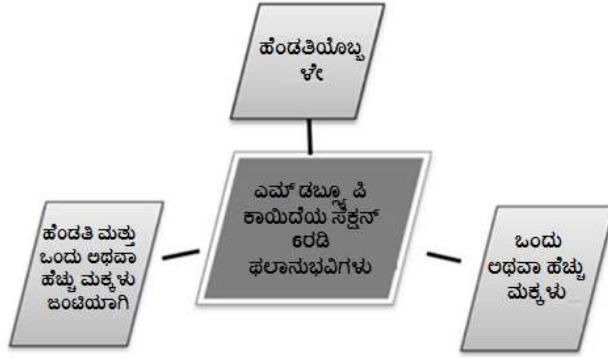 ಹೆಂಡತಿಯೊಬ್ಬ
ಳೇ
ಎಮ್ ಡಬ್ಲ್ಯೂ ಪಿ
ಕಾಯಿದೆಯ ಸೆಕ್ಷನ್
6ರಡಿ
ಫಲಾನುಭವಿಗಳು
ಹೆಂಡತಿ ಮತ್ತು
ಒಂದು ಅಥವಾ
ಹೆಚ್ಚು ಮಕ್ಕಳು
ಜಂಟಿಯಾಗಿ
ಒಂದು
ಅಥವಾ ಹೆಚ್ಚು
ಮಕ್ಕಳು